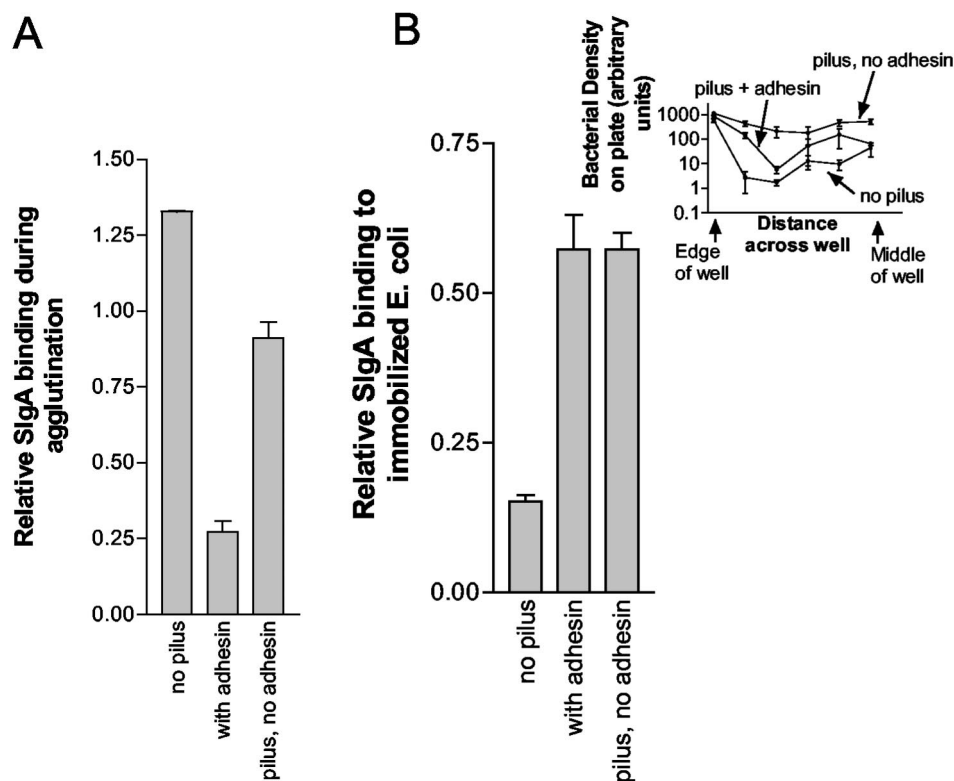 A
Relative SIgA binding during
agglutination
1.50
1.25
1.00
0.75
0.50
0.25
0.00
no pilus
with adhesin
pilus, no adhesin
B
Relative SIgA binding to
immobilized E. coli
0.75
0.50
0.25
0.00
no pilus
with adhesin
pilus, no adhesin
Bacterial Density
on plate (arbitrary
units)
pilus, no adhesin
pilus + adhesin
1000
100
10
1
0.1
no pilus
Distance
across well
Edge
of well
Middle
of well